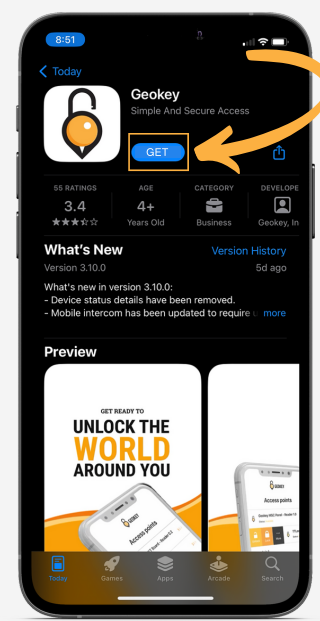 8:51
Today
Geokey
Simple And Secure Access
GET
55 RATINGS
AGE
CATEGORY
DEVELOPE
3.4
4+
Years Old
Business
Geokey, In
What's New
Version History
Version 3.10.0
5d ago
What's new in version 3.10.0:
- Device status details have been removed.
- Mobile intercom has been updated to require u more
Preview
GET READY TO
UNLOCK THE
WORLD
AROUND YOU
GEOKEY
Access points
GEOKEY
Access points
Today
Games
Apps
Arcade
Search